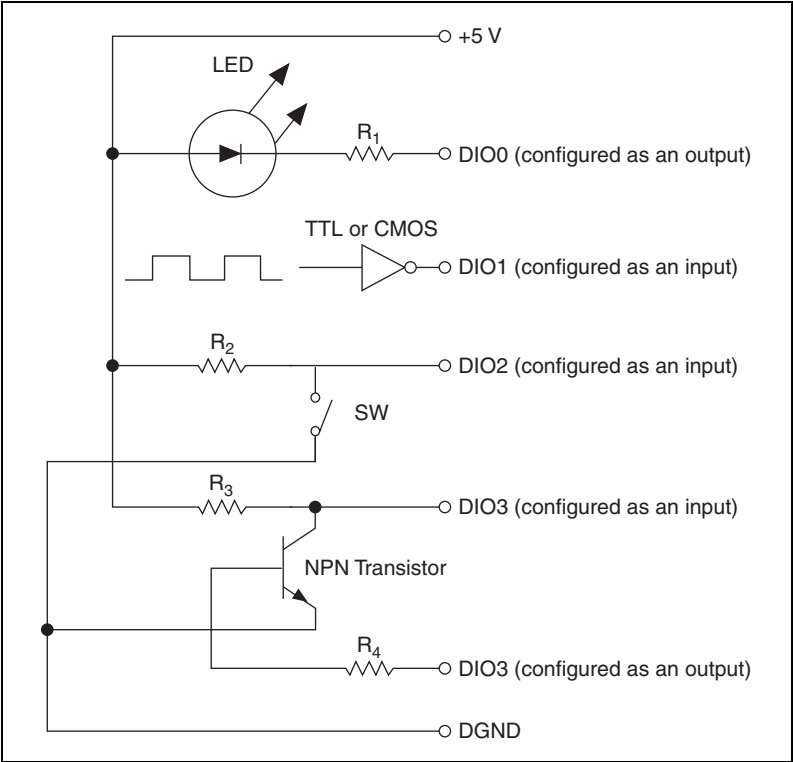 +5 V
LED
R1
DIO0 (configured as an output)
TTL or CMOS
DIO1 (configured as an input)
R2
DIO2 (configured as an input)
SW
R3
DIO3 (configured as an input)
NPN Transistor
R4
DIO3 (configured as an output)
DGND